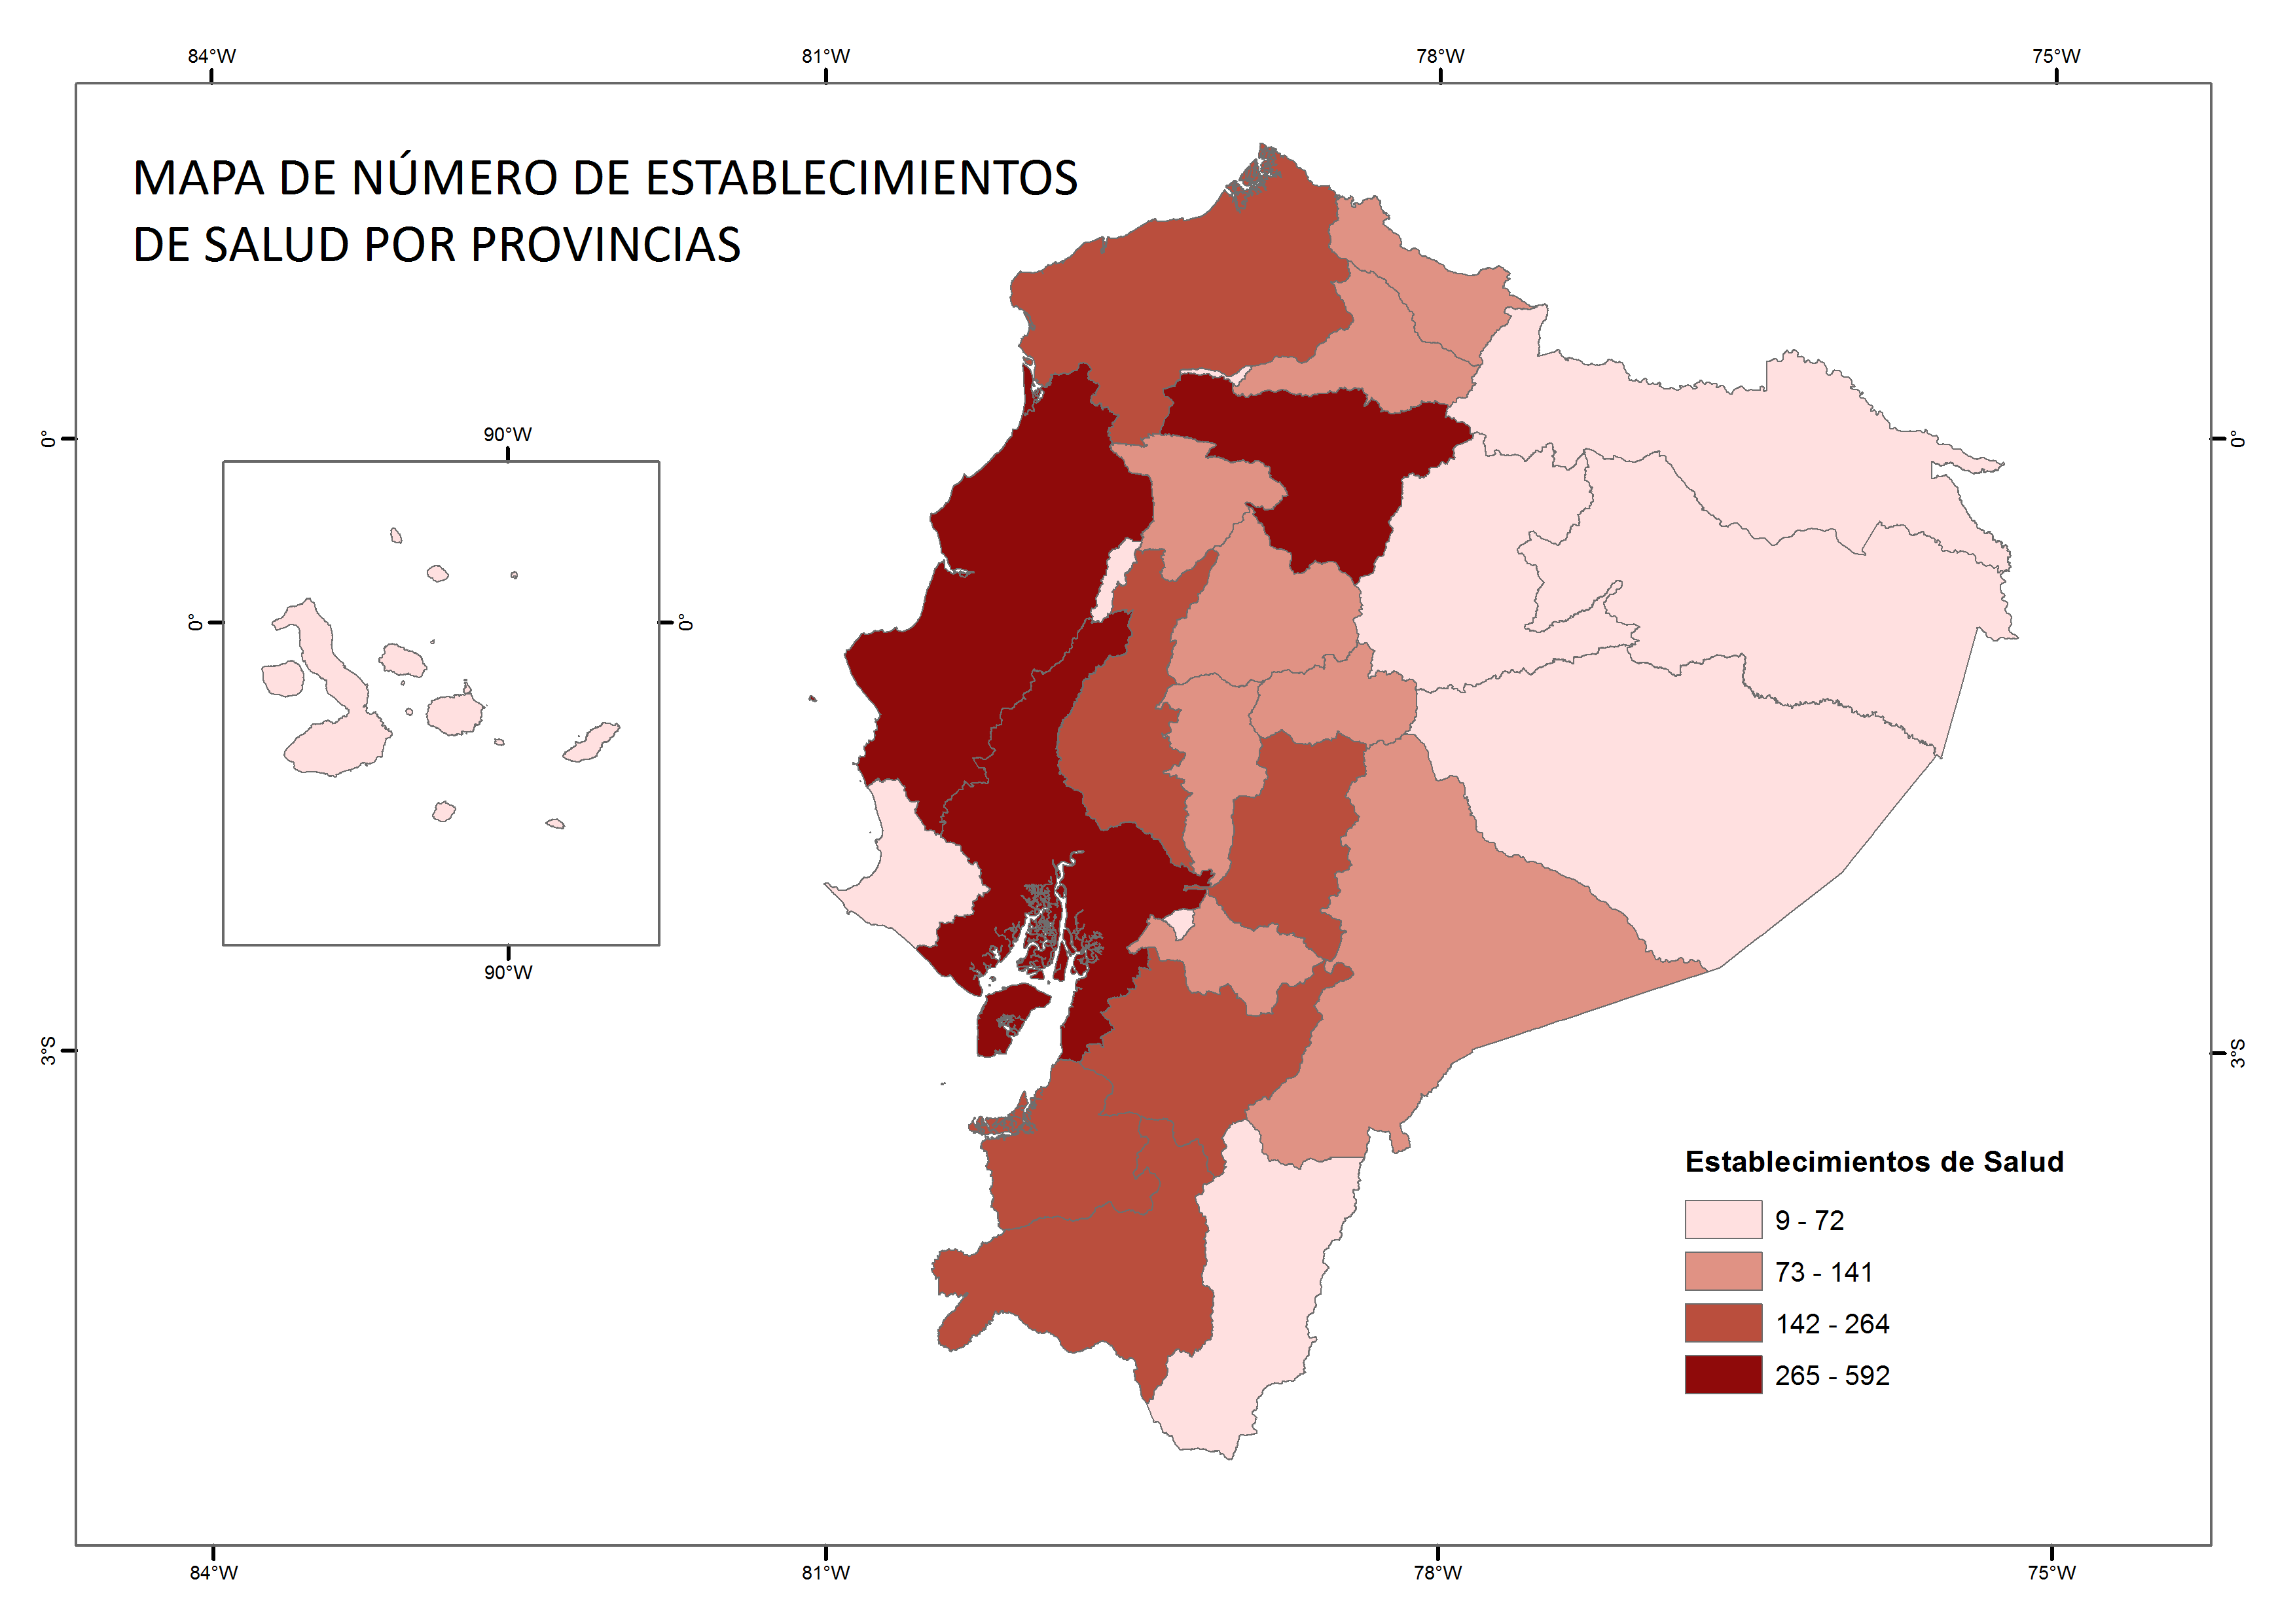 84°W
81°W
78°W
75°W
MAPA DE NÚMERO DE ESTABLECIMIENTOS
DE SALUD POR PROVINCIAS
0°
0°
90°W
0°
0°
90°W
3°S
3°S
Establecimientos de Salud
9 - 72
73 - 141
142 - 264
265 - 592
84°W
81°W
78°W
75°W